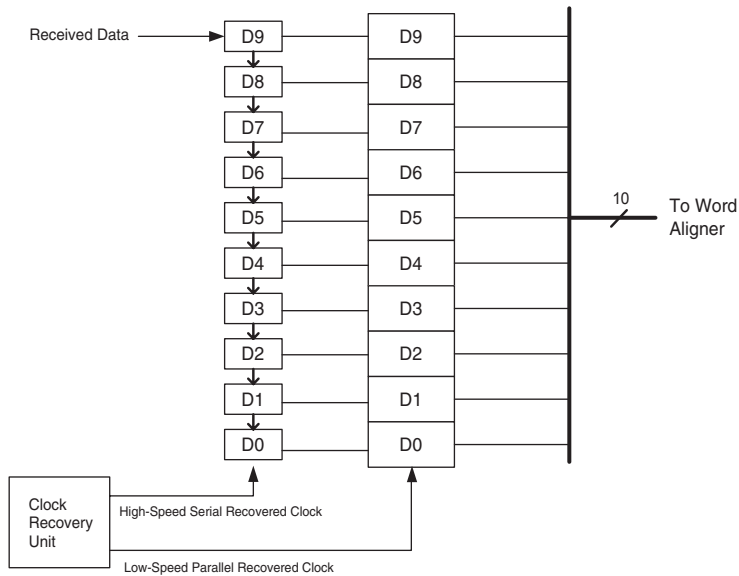 Received Data
D9
D9
D8
D8
D7
D7
D6
D6
D5
D5
10
To Word
Aligner
D4
D4
D3
D3
D2
D2
D1
D1
D0
D0
Clock
Recovery
Unit
High-Speed Serial Recovered Clock
Low-Speed Parallel Recovered Clock